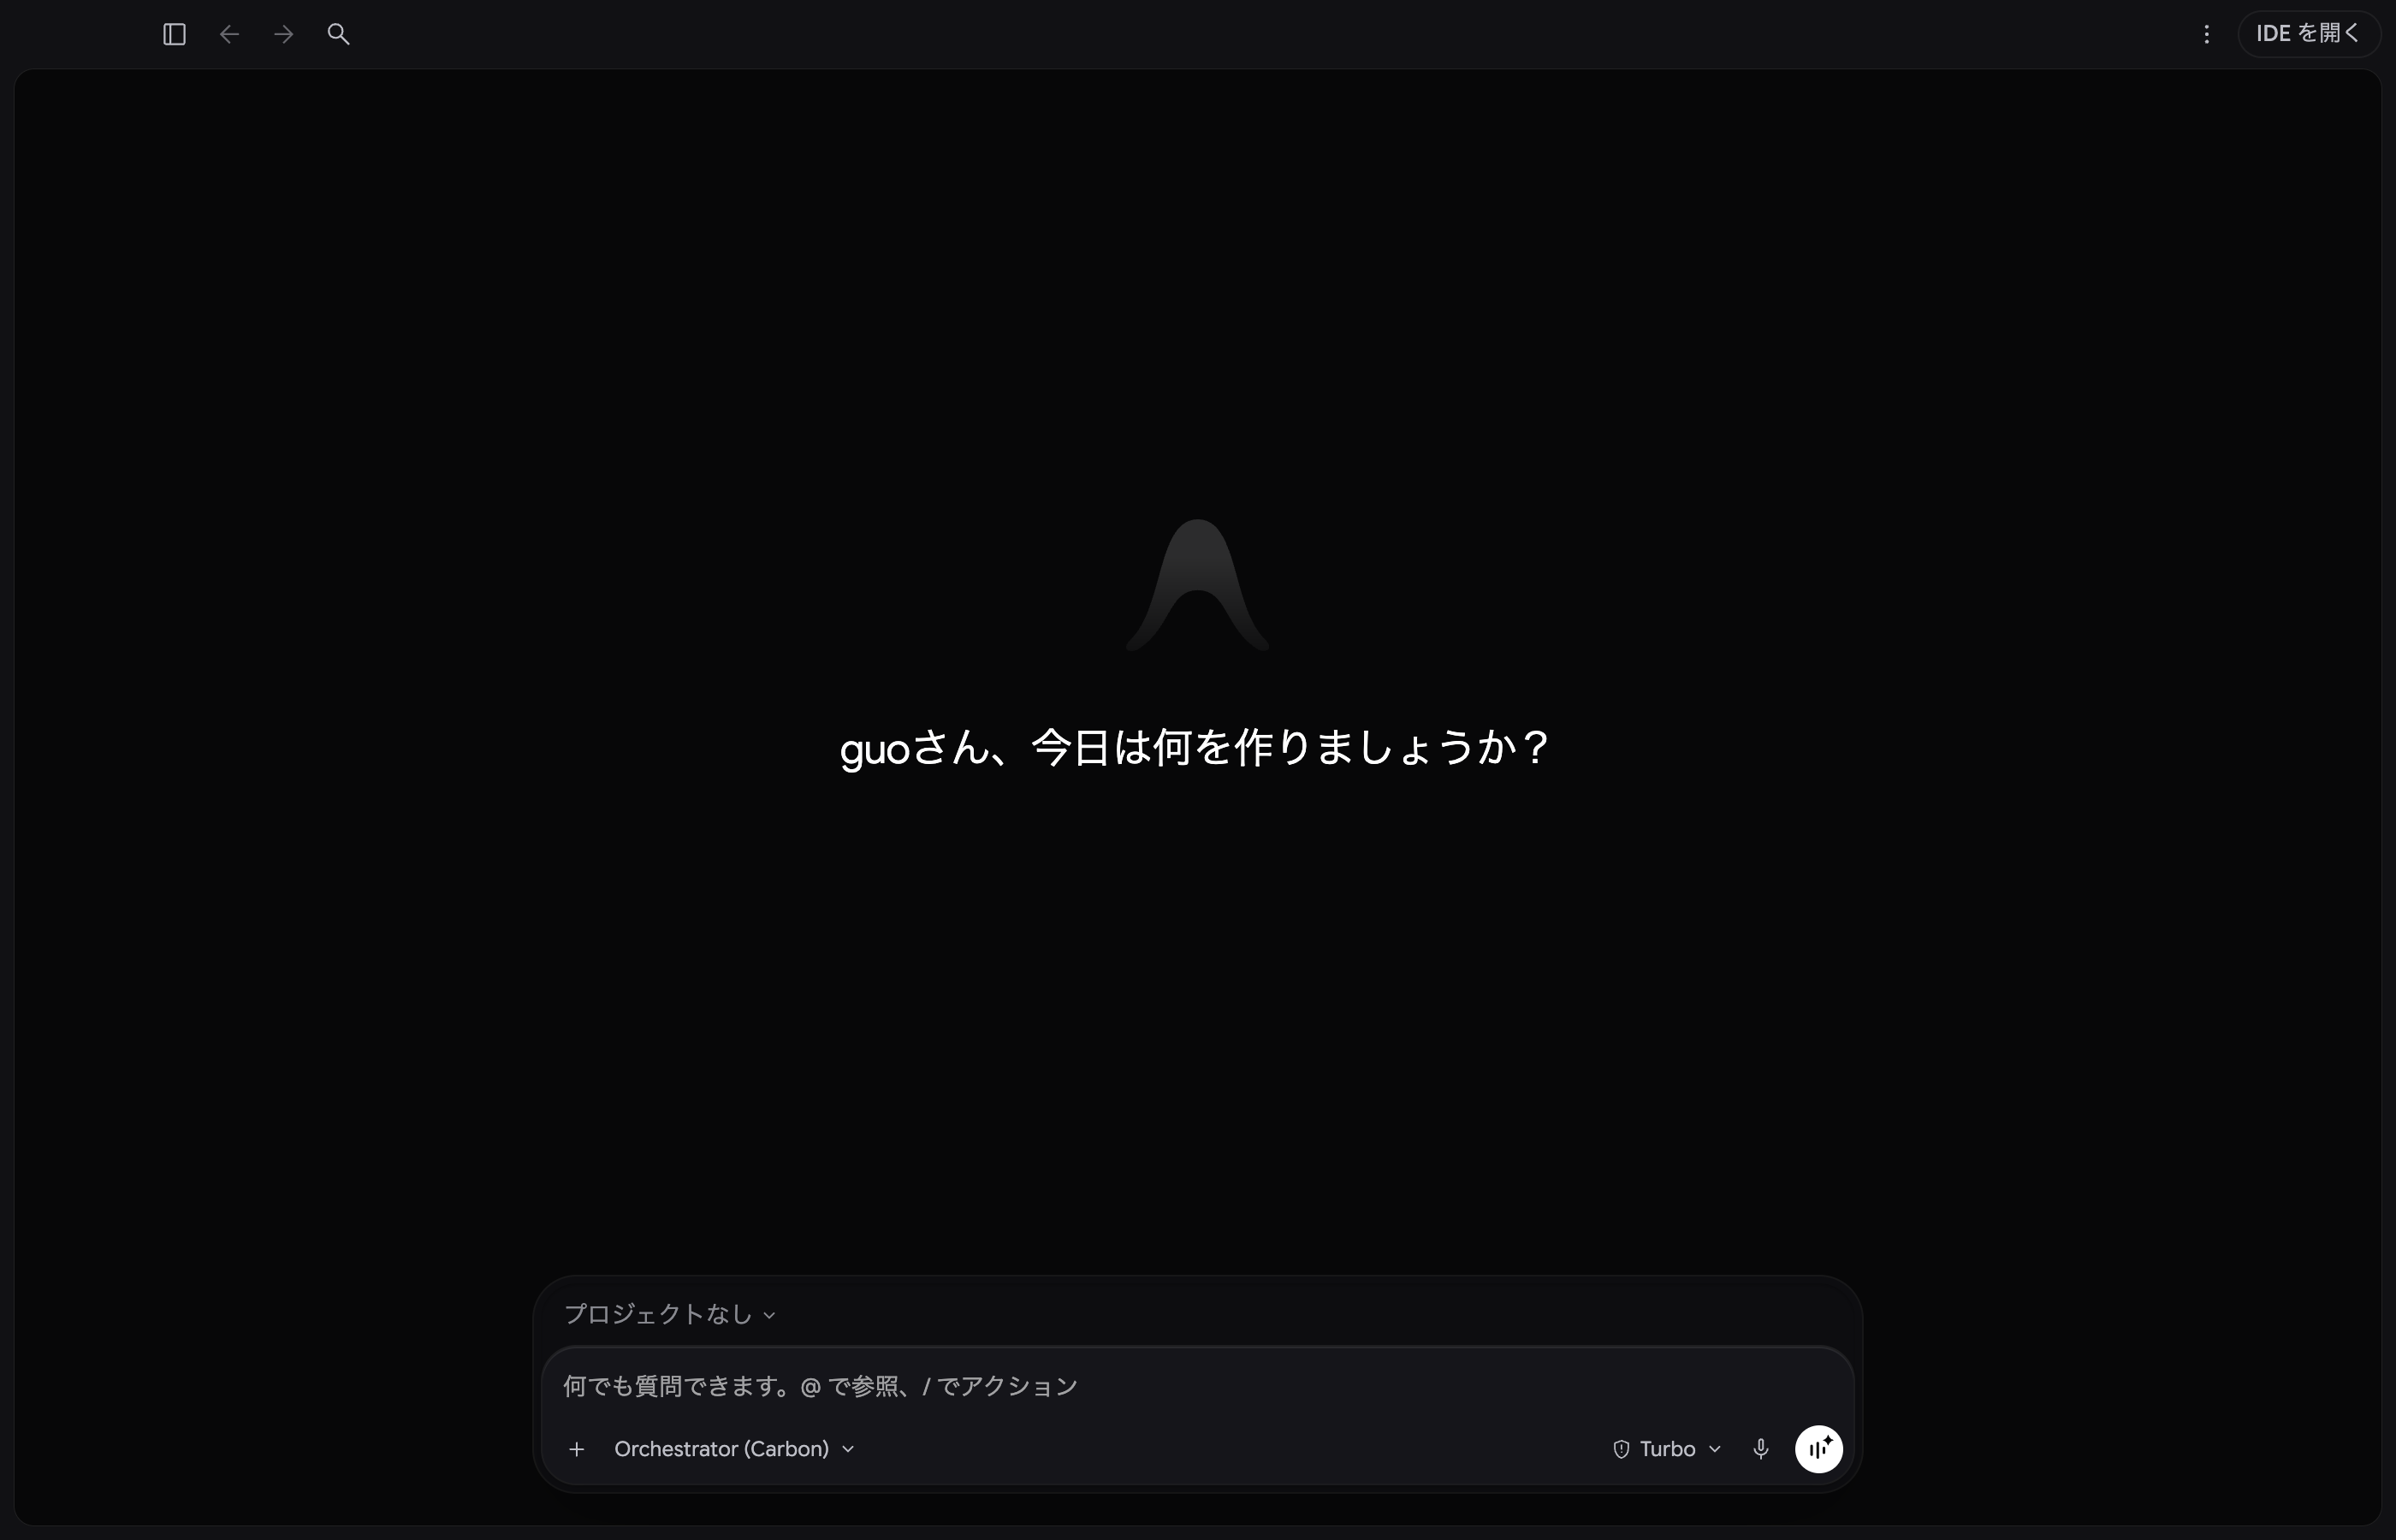 IDE を開く
guoさん、今日は何を作りましょうか？
プロジェクトなし
何でも質問できます。@ で参照、/ でアクション
Orchestrator (Carbon)
Turbo